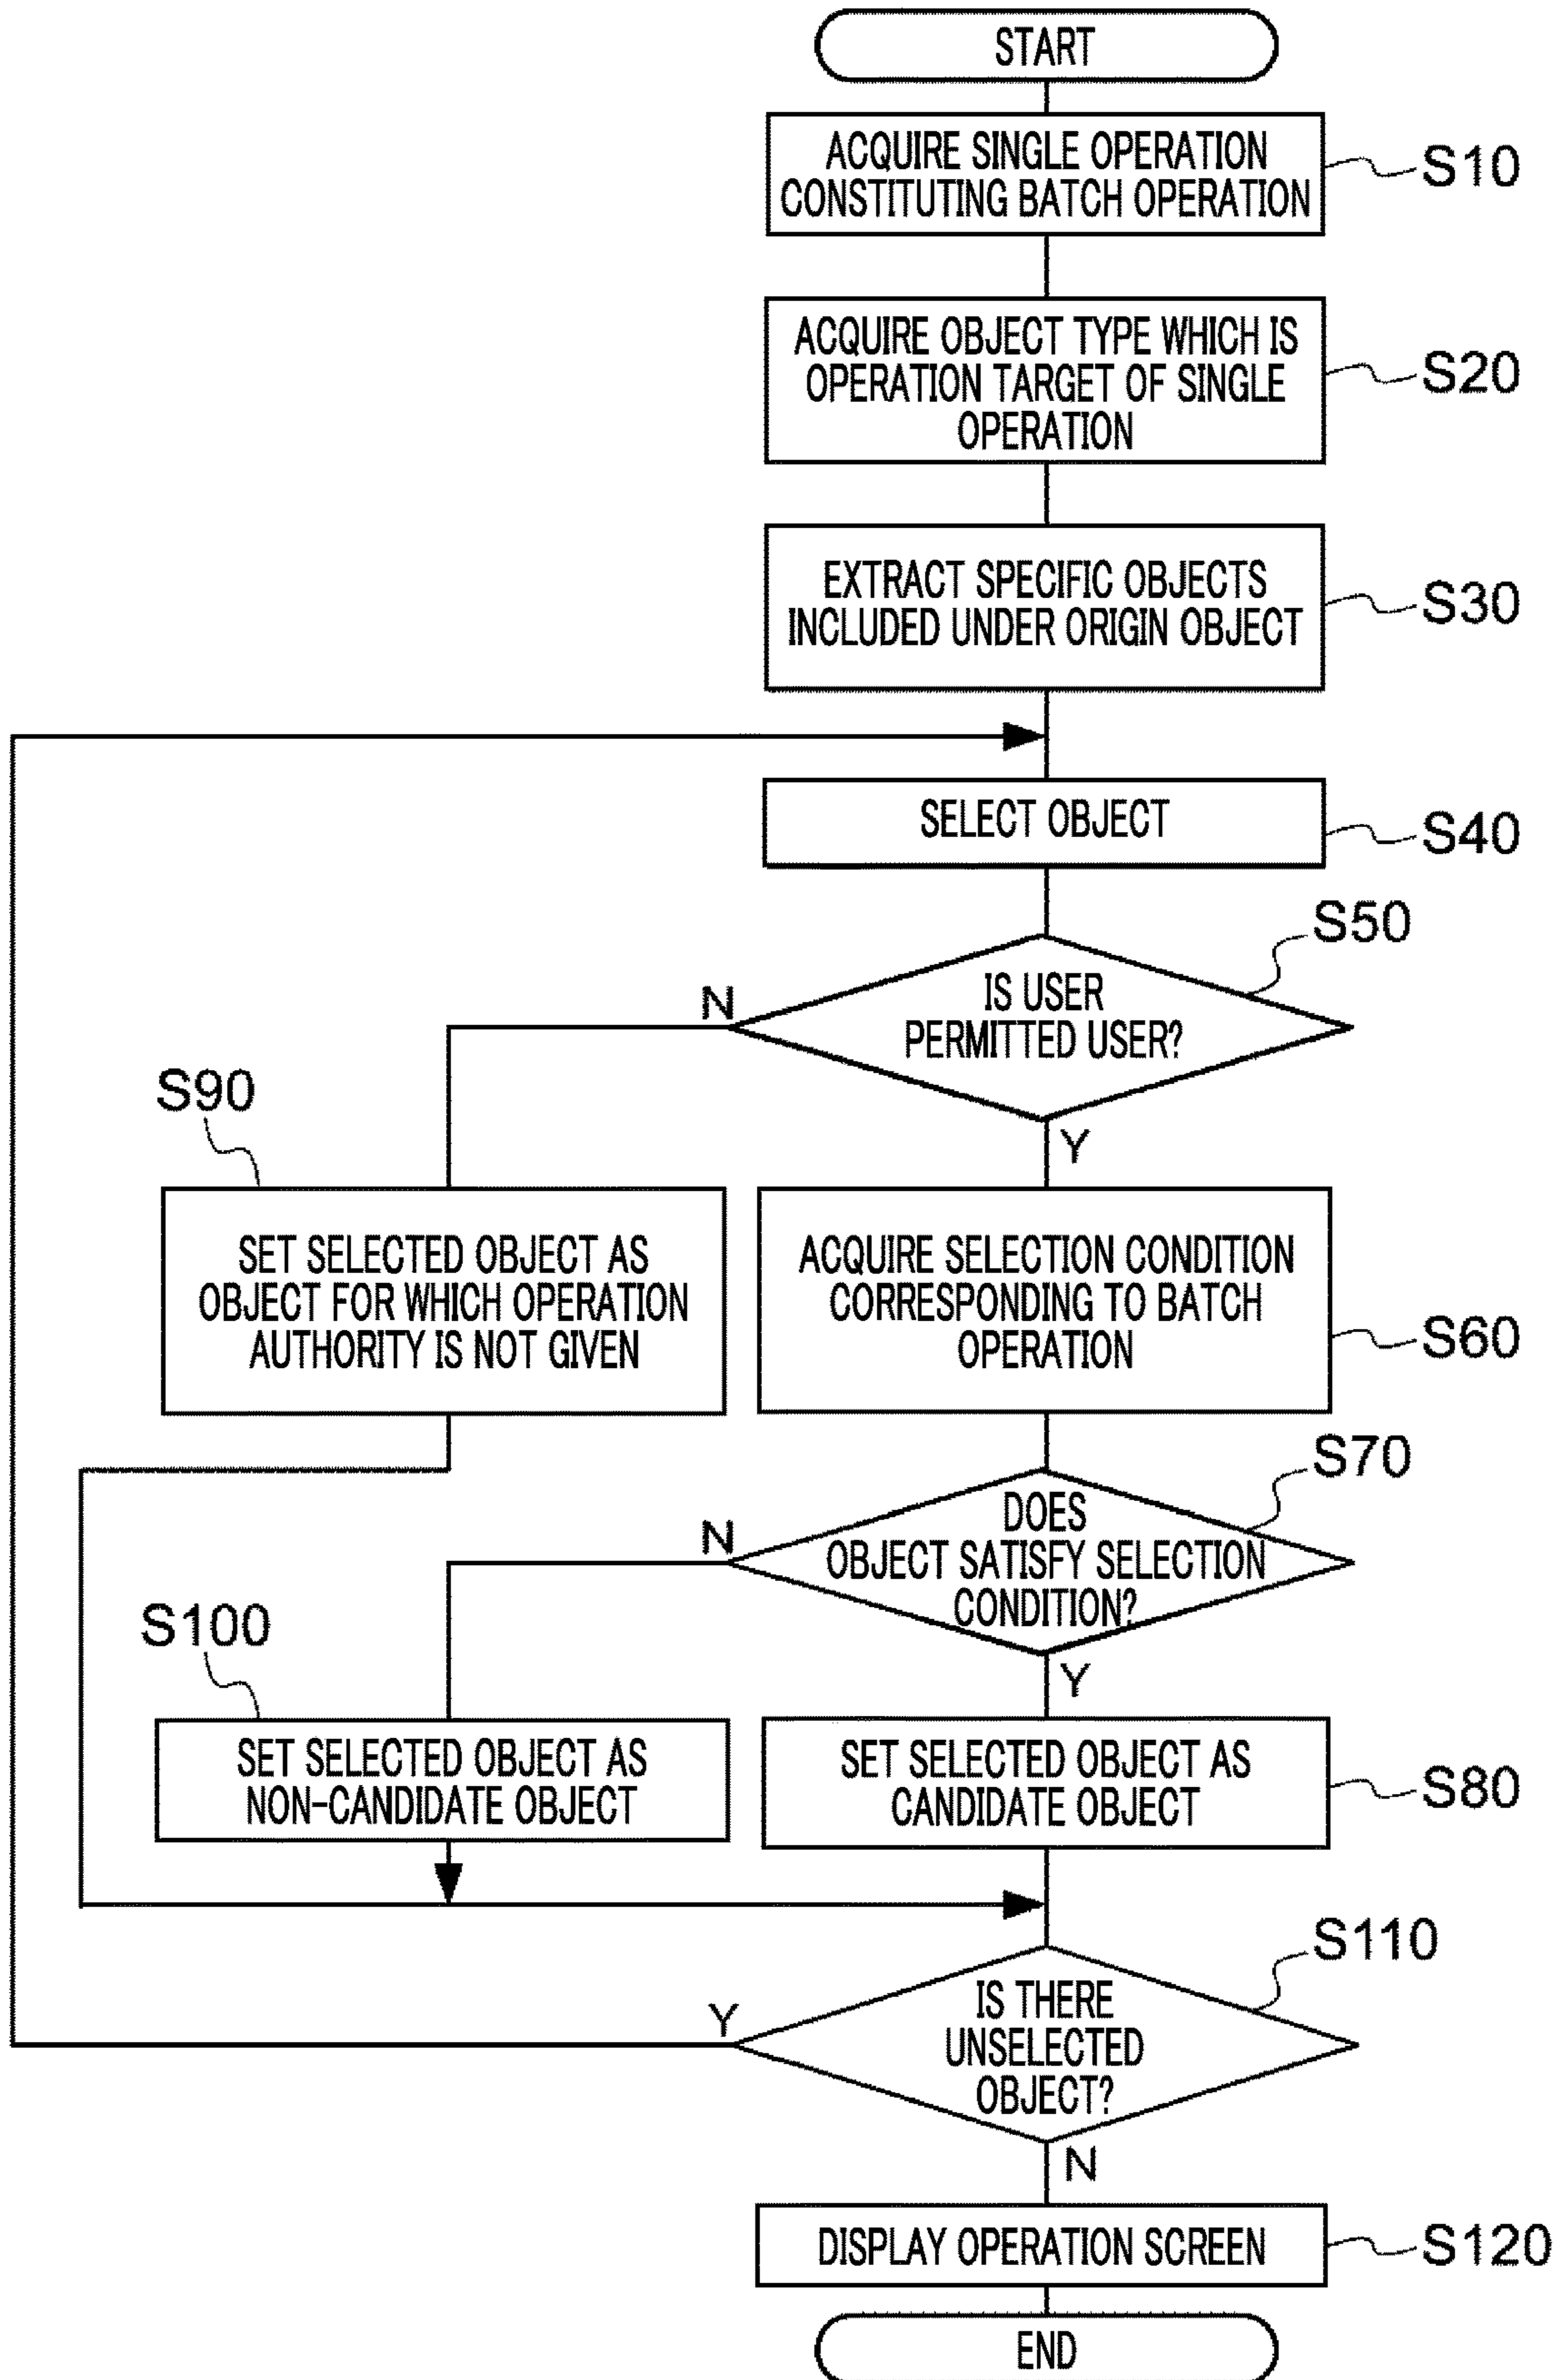 START
ACQUIRE SINGLE OPERATION
CONSTITUTING BATCH OPERATION
S10
ACQUIRE OBJECT TYPE WHICH IS
OPERATION TARGET OF SINGLE
OPERATION
S20
EXTRACT SPECIFIC OBJECTS
INCLUDED UNDER ORIGIN OBJECT
S30
SELECT OBJECT
S40
S50
IS USER
PERMITTED USER?
N
Y
S90
SET SELECTED OBJECT AS
OBJECT FOR WHICH OPERATION
AUTHORITY IS NOT GIVEN
ACQUIRE SELECTION CONDITION
CORRESPONDING TO BATCH
OPERATION
S60
S70
DOES
OBJECT SATISFY SELECTION
CONDITION?
N
Y
S100
SET SELECTED OBJECT AS
NON-CANDIDATE OBJECT
SET SELECTED OBJECT AS
CANDIDATE OBJECT
S80
S110
IS THERE
UNSELECTED
OBJECT?
Y
N
DISPLAY OPERATION SCREEN
S120
END